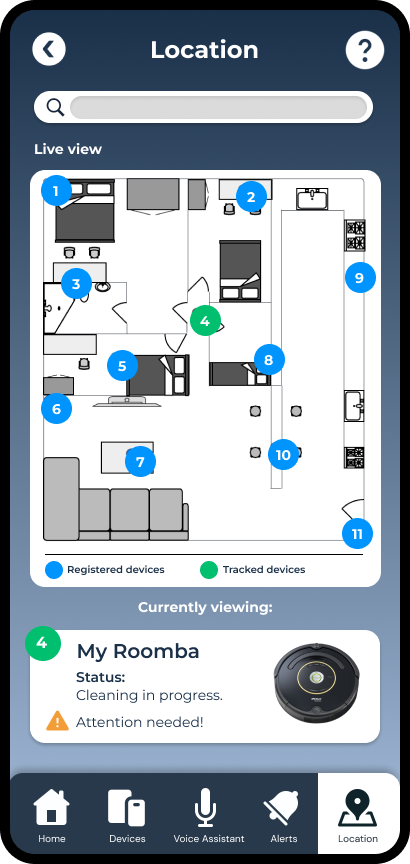 Location
?
Live view
1
2
3
9
4
8
5
6
10
7
11
Registered devices
Tracked devices
Currently viewing:
4
My Roomba
Status:
Cleaning in progress.
Attention needed!
Home
Devices
Voice Assistant
Alerts
Location